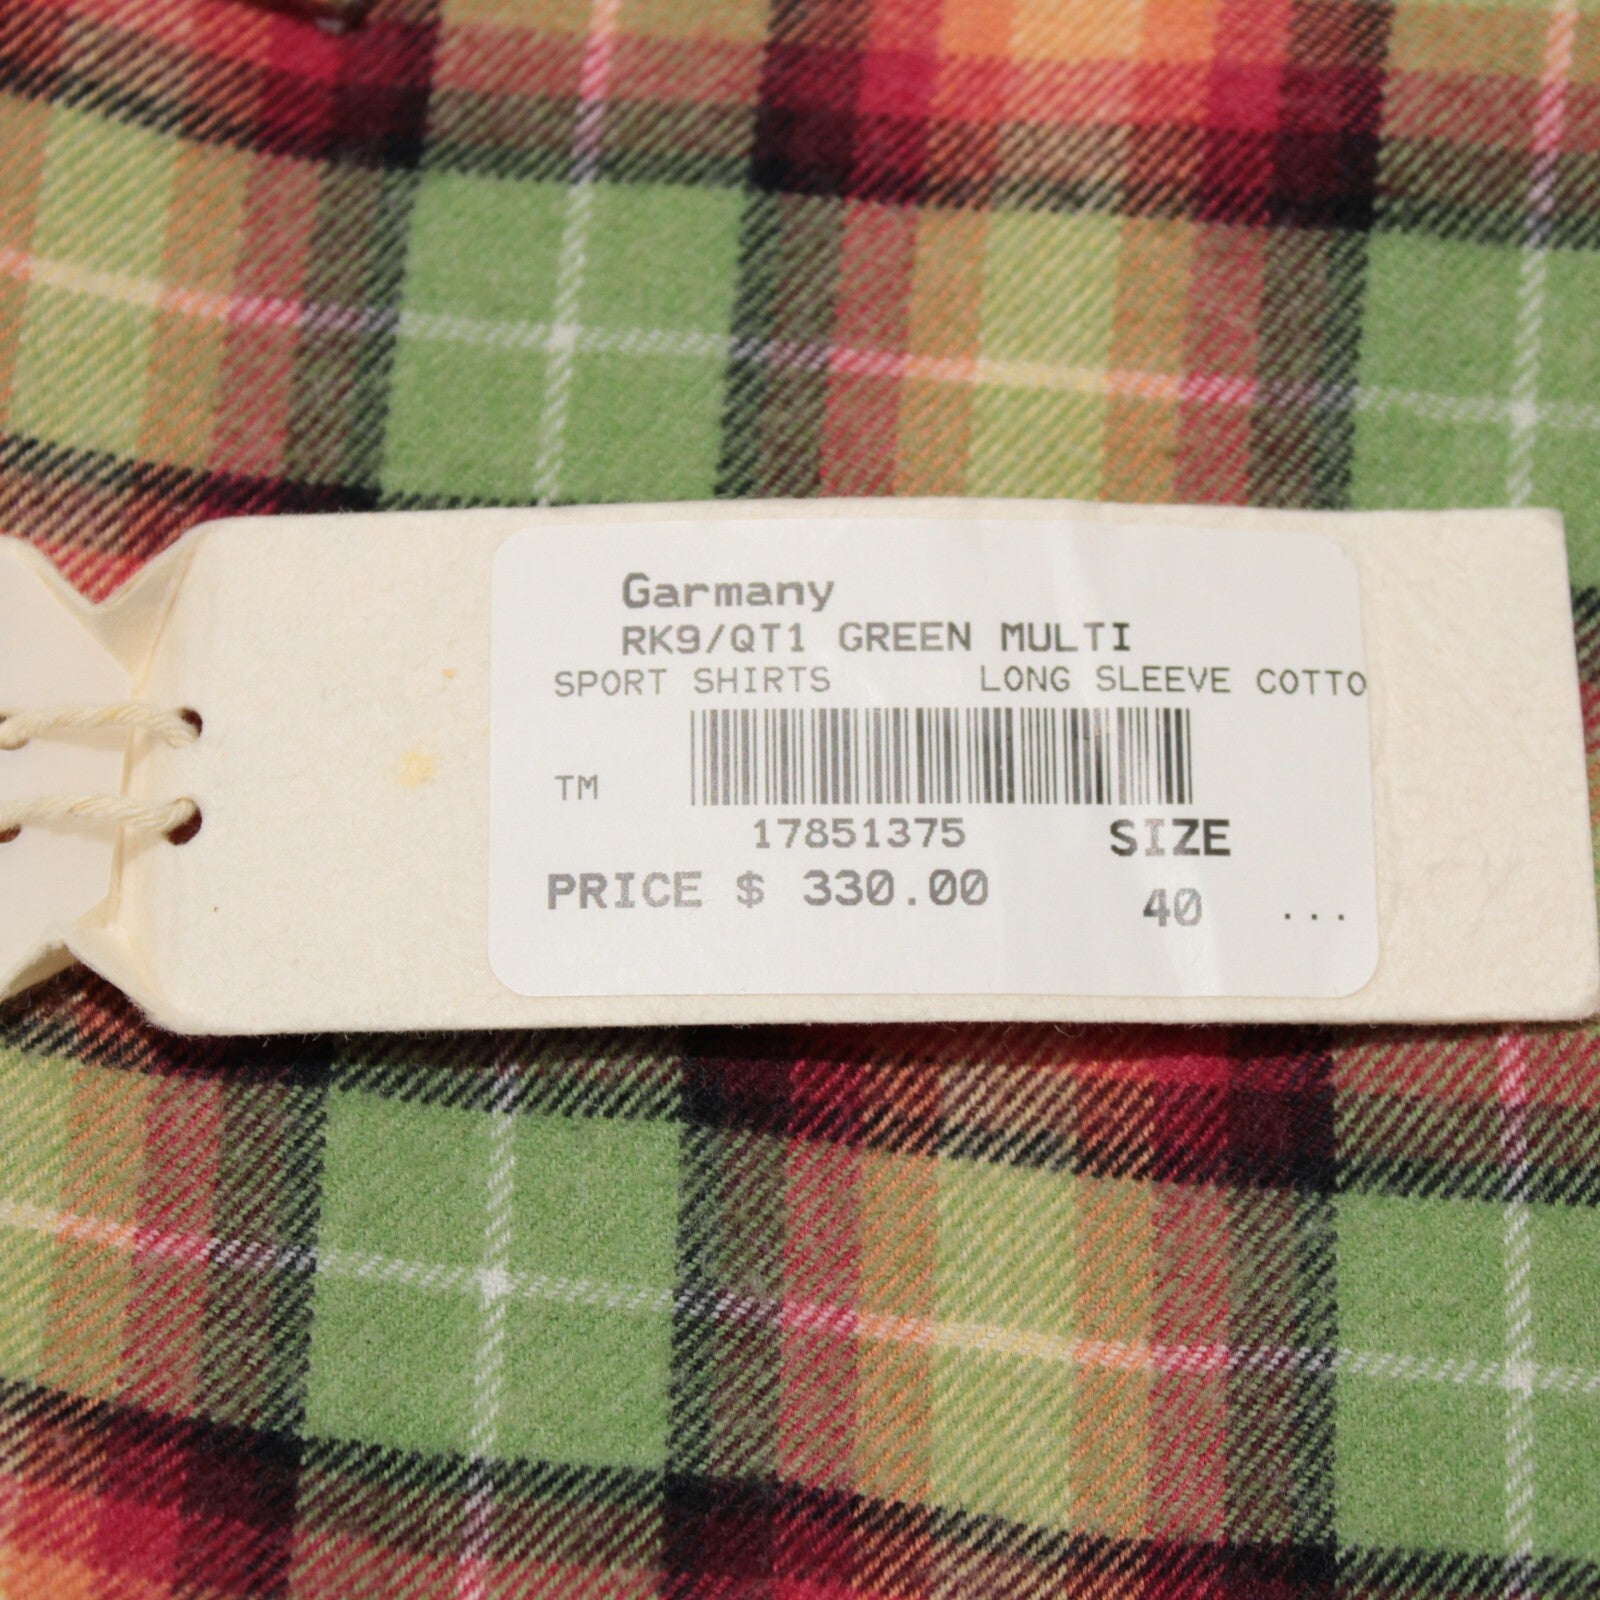 Garmany
RK9/QT1 GREEN MULTI
SPORT SHIRTS LONG SLEEVE COTTO
TM
17851375 SIZE
PRICE $ 330.00 40 ...